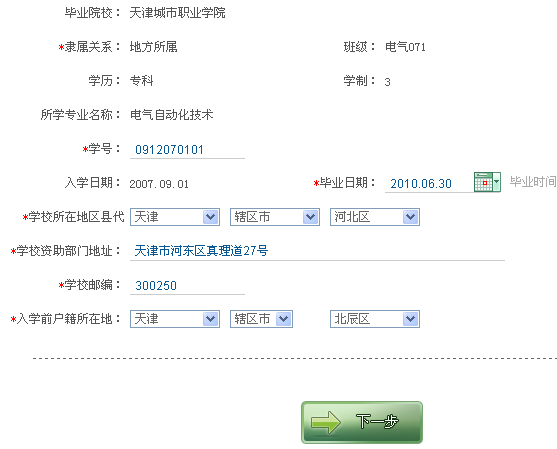 毕业院校： 天津城市职业学院
*隶属关系： 地方所属 班级： 电气071
学历： 专科 学制： 3
所学专业名称： 电气自动化技术
*学号： 0912070101
入学日期： 2007.09.01 *毕业日期： 2010.06.30 毕业时间
*学校所在地区县代 天津 辖区市 河北区
*学校资助部门地址： 天津市河东区真理道27号
*学校邮编： 300250
*入学前户籍所在地： 天津 辖区市 北辰区
下一步